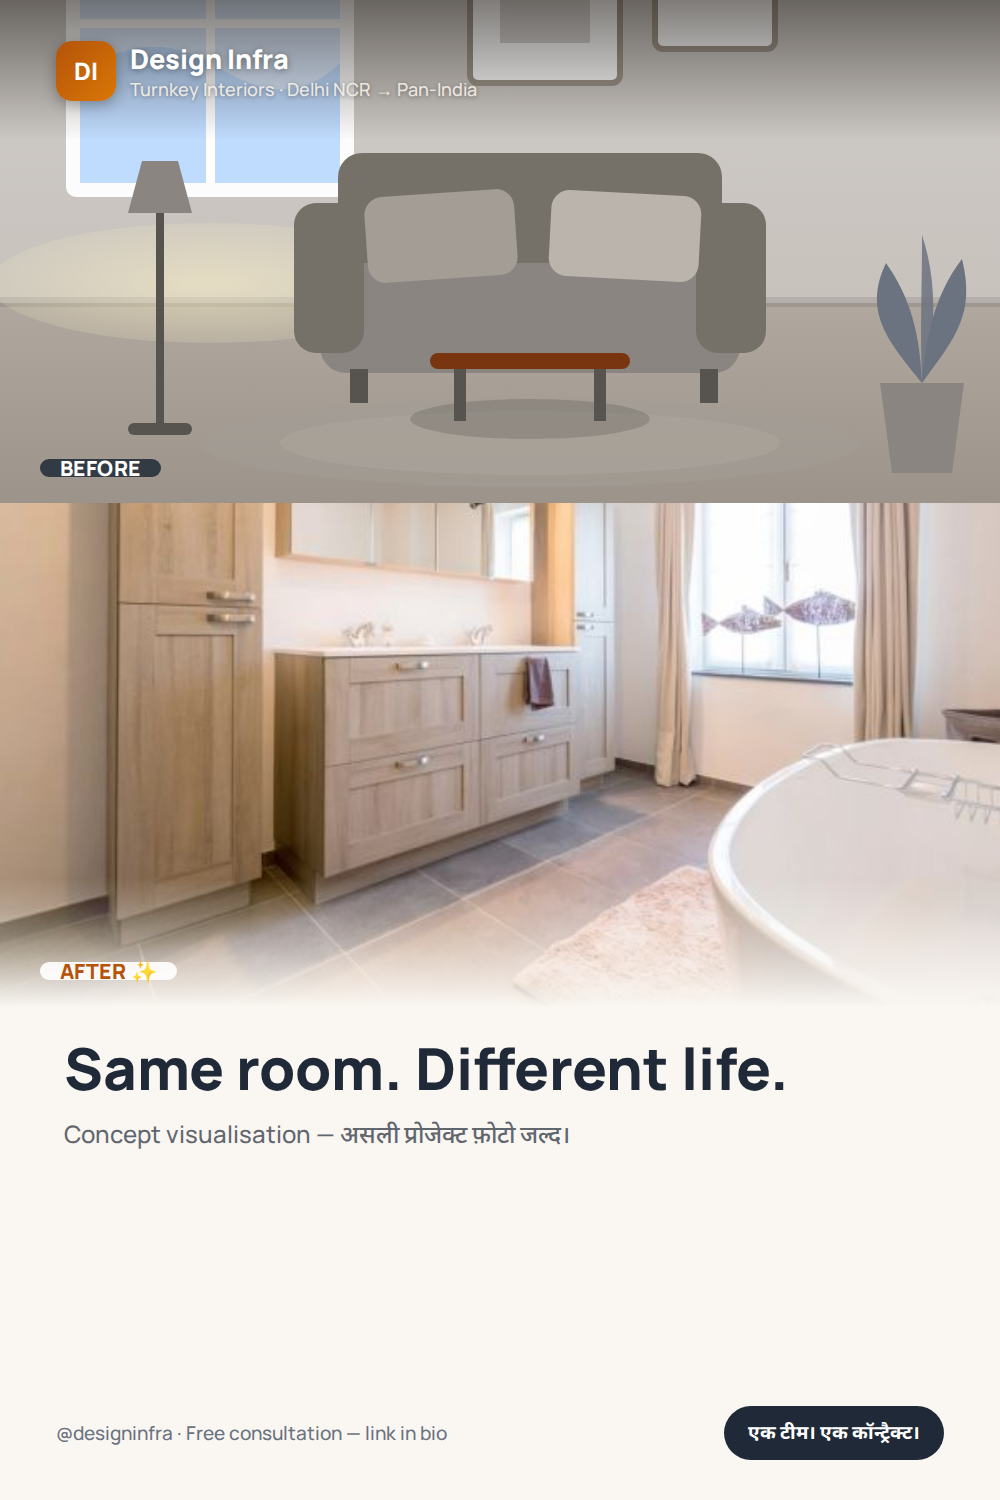 DI
Design Infra
Turnkey Interiors · Delhi NCR → Pan-India
BEFORE
AFTER ✨
Same room. Different life.
Concept visualisation — असली प्रोजेक्ट फ़ोटो जल्द।
@designinfra · Free consultation — link in bio
एक टीम। एक कॉन्ट्रैक्ट।